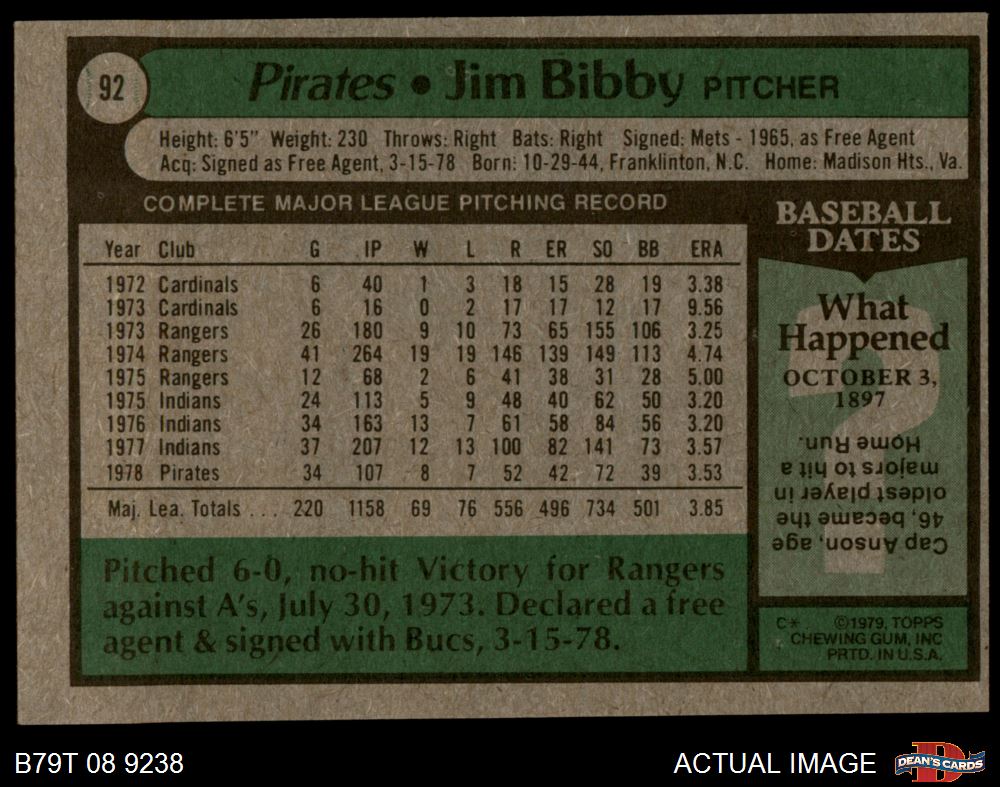 92
Pirates • Jim Bibby PITCHER
Height: 6'5" Weight: 230 Throws: Right Bats: Right Signed: Mets - 1965, as Free Agent
Acq: Signed as Free Agent, 3-15-78 Born: 10-29-44, Franklinton, N.C. Home: Madison Hts., Va.
COMPLETE MAJOR LEAGUE PITCHING RECORD
Year Club G IP W L R ER SO BB ERA
1972 Cardinals 6 40 1 3 18 15 28 19 3.38
1973 Cardinals 6 16 0 2 17 17 12 17 9.56
1973 Rangers 26 180 9 10 73 65 155 106 3.25
1974 Rangers 41 264 19 19 146 139 149 113 4.74
1975 Rangers 12 68 2 6 41 38 31 28 5.00
1975 Indians 24 113 5 9 48 40 62 50 3.20
1976 Indians 34 163 13 7 61 58 84 56 3.20
1977 Indians 37 207 12 13 100 82 141 73 3.57
1978 Pirates 34 107 8 7 52 42 72 39 3.53
Maj. Lea. Totals ... 220 1158 69 76 556 496 734 501 3.85
Pitched 6-0, no-hit Victory for Rangers
against A's, July 30, 1973. Declared a free
agent & signed with Bucs, 3-15-78.
BASEBALL
DATES
What
Happened
OCTOBER 3,
1897
Cap Anson, age
46, became the
oldest player in
majors to hit a
Home Run.
C* ©1979, TOPPS
CHEWING GUM, INC
PRTD. IN U.S.A.
B79T 08 9238
ACTUAL IMAGE
DEAN'S CARDS